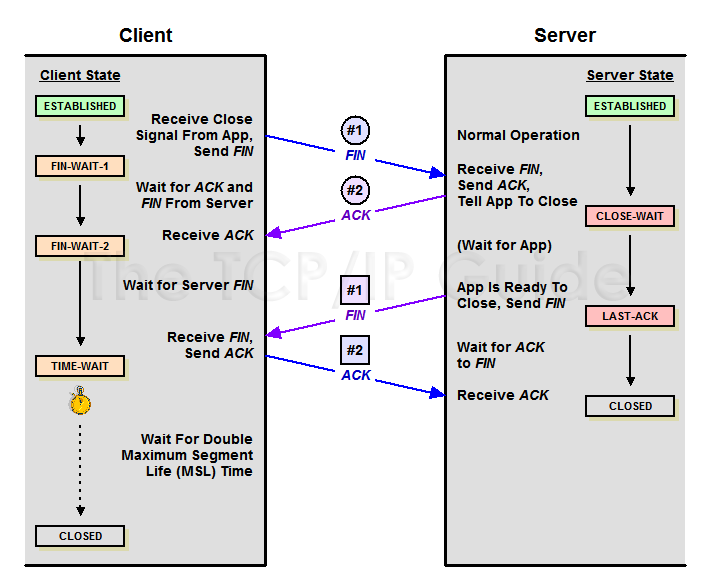 Client
Server
Client State
Server State
ESTABLISHED
ESTABLISHED
Receive Close
Signal From App,
Send FIN
#1
FIN
Normal Operation
FIN-WAIT-1
Receive FIN,
Send ACK,
Tell App To Close
Wait for ACK and
FIN From Server
#2
ACK
CLOSE-WAIT
FIN-WAIT-2
Receive ACK
(Wait for App)
The TCP/IP Guide
Wait for Server FIN
#1
FIN
App Is Ready To
Close, Send FIN
LAST-ACK
Receive FIN,
Send ACK
#2
ACK
Wait for ACK
to FIN
TIME-WAIT
Receive ACK
CLOSED
Wait For Double
Maximum Segment
Life (MSL) Time
CLOSED